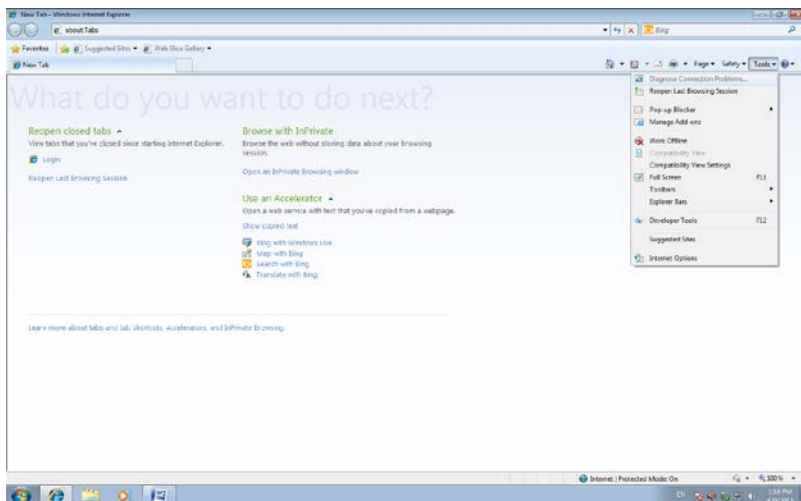 New Tab - Windows Internet Explorer
about:Tabs
Bing
Favorites Suggested Sites Web Slice Gallery
New Tab
Page Safety Tools
What do you want to do next?
Reopen closed tabs
View tabs that you've closed since starting Internet Explorer.
Login
Reopen Last Browsing Session
Browse with InPrivate
Browse the web without storing data about your browsing
session.
Open an InPrivate Browsing window
Use an Accelerator
Open a web service with text that you've copied from a webpage.
Show copied text
Blog with Windows Live
Map with Bing
Search with Bing
Translate with Bing
Learn more about tabs and tab shortcuts, Accelerators, and InPrivate Browsing.
Diagnose Connection Problems...
Reopen Last Browsing Session
Pop-up Blocker
Manage Add-ons
Work Offline
Compatibility View
Compatibility View Settings
Full Screen F11
Toolbars
Explorer Bars
Developer Tools F12
Suggested Sites
Internet Options
Internet | Protected Mode: On 100%
EN 1:38 PM